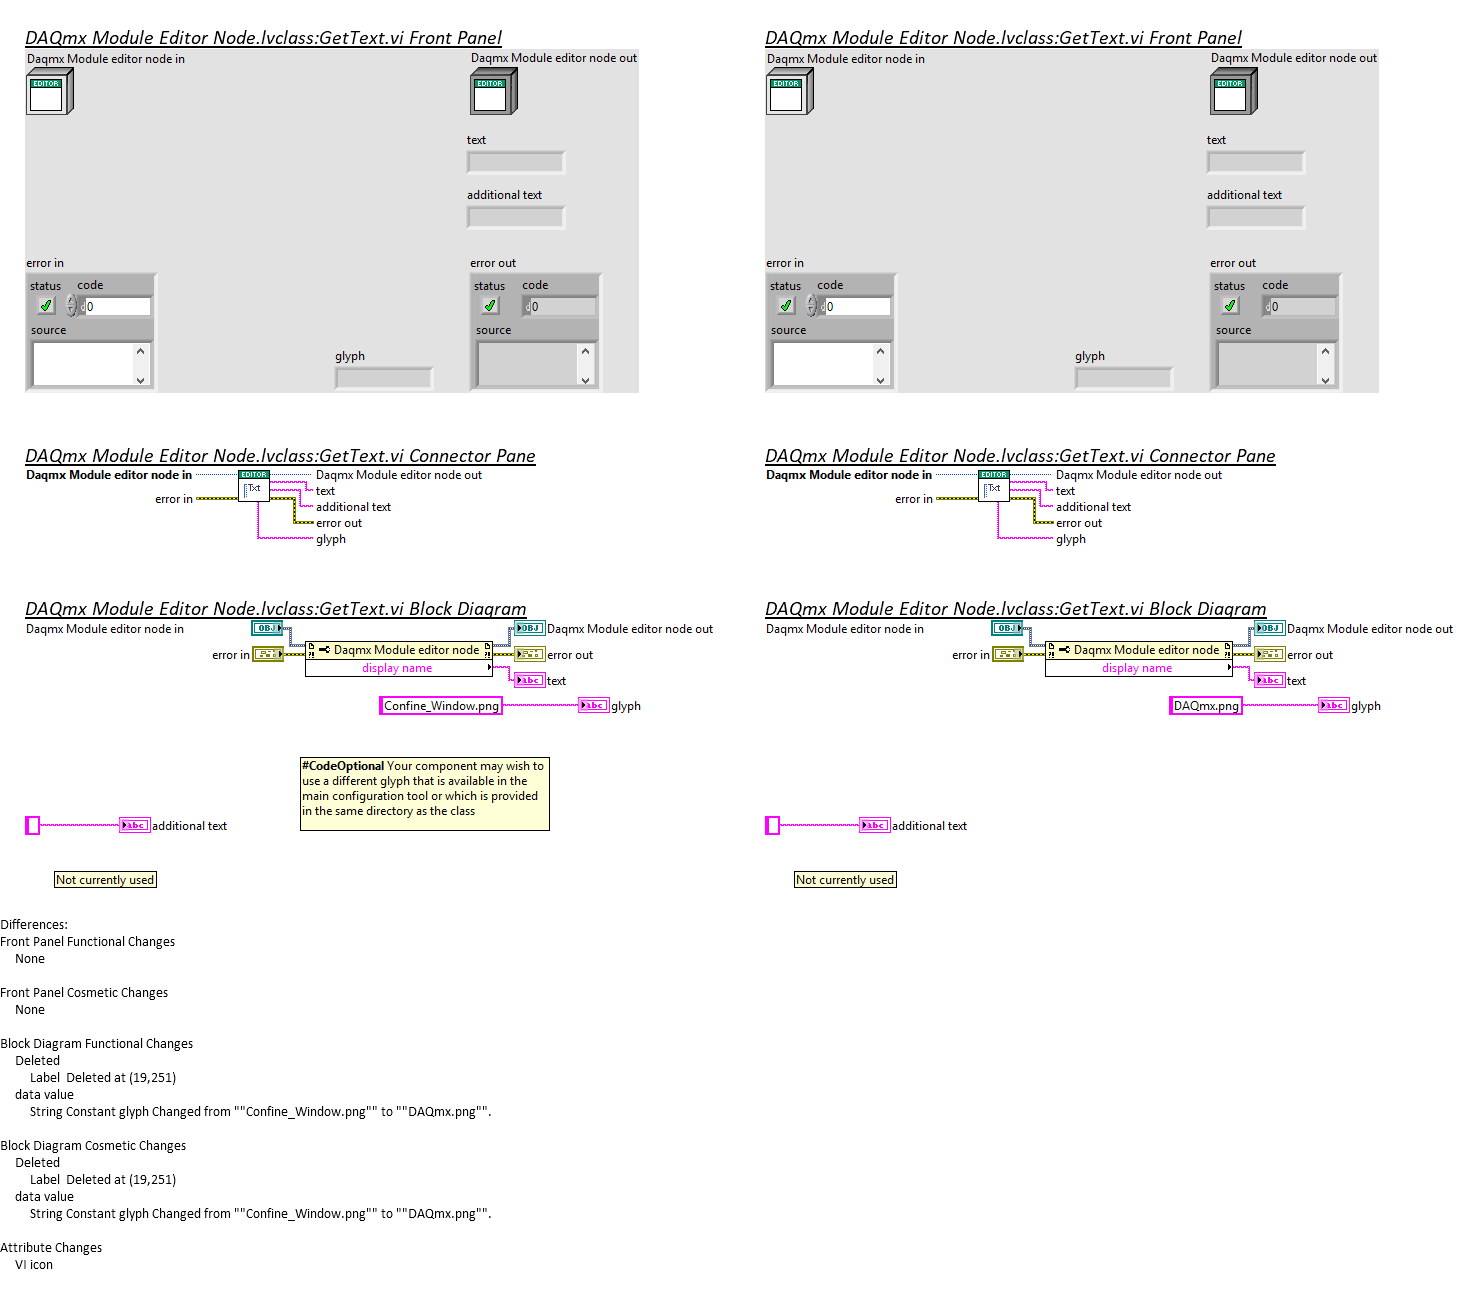 DAQmx Module Editor Node.lvclass:GetText.vi Front Panel
Daqmx Module editor node in
Daqmx Module editor node out
EDITOR
EDITOR
text
additional text
error in
error out
status code
0
source
status code
0
source
glyph
DAQmx Module Editor Node.lvclass:GetText.vi Connector Pane
Daqmx Module editor node in
EDITOR
Txt
Daqmx Module editor node out
text
error in
additional text
error out
glyph
DAQmx Module Editor Node.lvclass:GetText.vi Block Diagram
Daqmx Module editor node in
OBJ
OBJ
Daqmx Module editor node out
error in
Daqmx Module editor node
error out
display name
abc
text
Confine_Window.png
abc
glyph
#CodeOptional Your component may wish to
use a different glyph that is available in the
main configuration tool or which is provided
in the same directory as the class
abc
additional text
Not currently used
DAQmx Module Editor Node.lvclass:GetText.vi Front Panel
Daqmx Module editor node in
Daqmx Module editor node out
EDITOR
EDITOR
text
additional text
error in
error out
status code
0
source
status code
0
source
glyph
DAQmx Module Editor Node.lvclass:GetText.vi Connector Pane
Daqmx Module editor node in
EDITOR
Txt
Daqmx Module editor node out
text
error in
additional text
error out
glyph
DAQmx Module Editor Node.lvclass:GetText.vi Block Diagram
Daqmx Module editor node in
OBJ
OBJ
Daqmx Module editor node out
error in
Daqmx Module editor node
error out
display name
abc
text
DAQmx.png
abc
glyph
abc
additional text
Not currently used
Differences:
Front Panel Functional Changes
None
Front Panel Cosmetic Changes
None
Block Diagram Functional Changes
Deleted
Label  Deleted at (19,251)
data value
String Constant glyph Changed from ""Confine_Window.png"" to ""DAQmx.png"".
Block Diagram Cosmetic Changes
Deleted
Label  Deleted at (19,251)
data value
String Constant glyph Changed from ""Confine_Window.png"" to ""DAQmx.png"".
Attribute Changes
VI icon